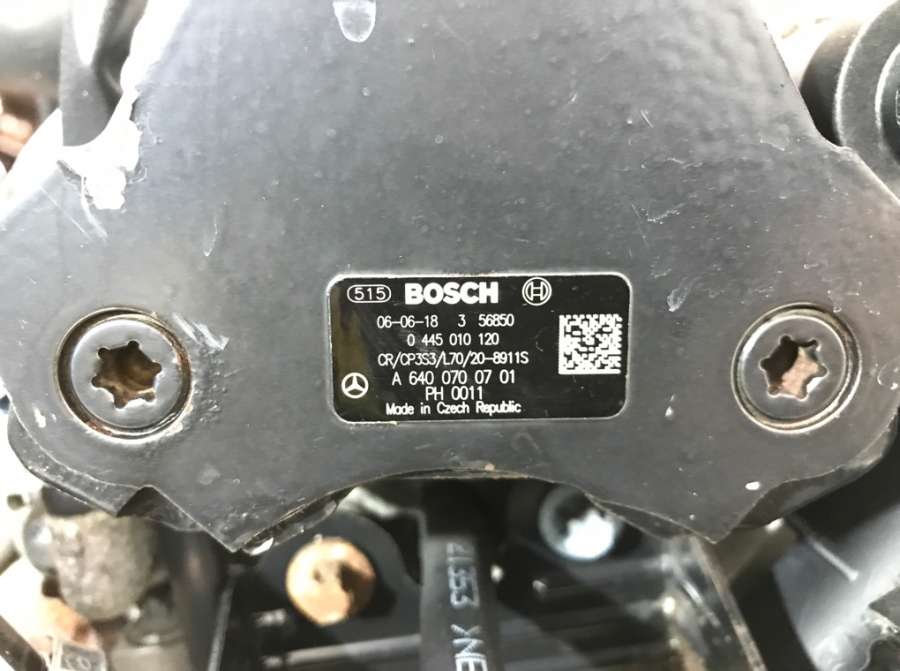 515 BOSCH
06-06-18 3 56850
0 445 010 120
CR/CP3S3/L70/20-8911S
A 640 070 07 01
PH 0011
Made in Czech Republic
21353